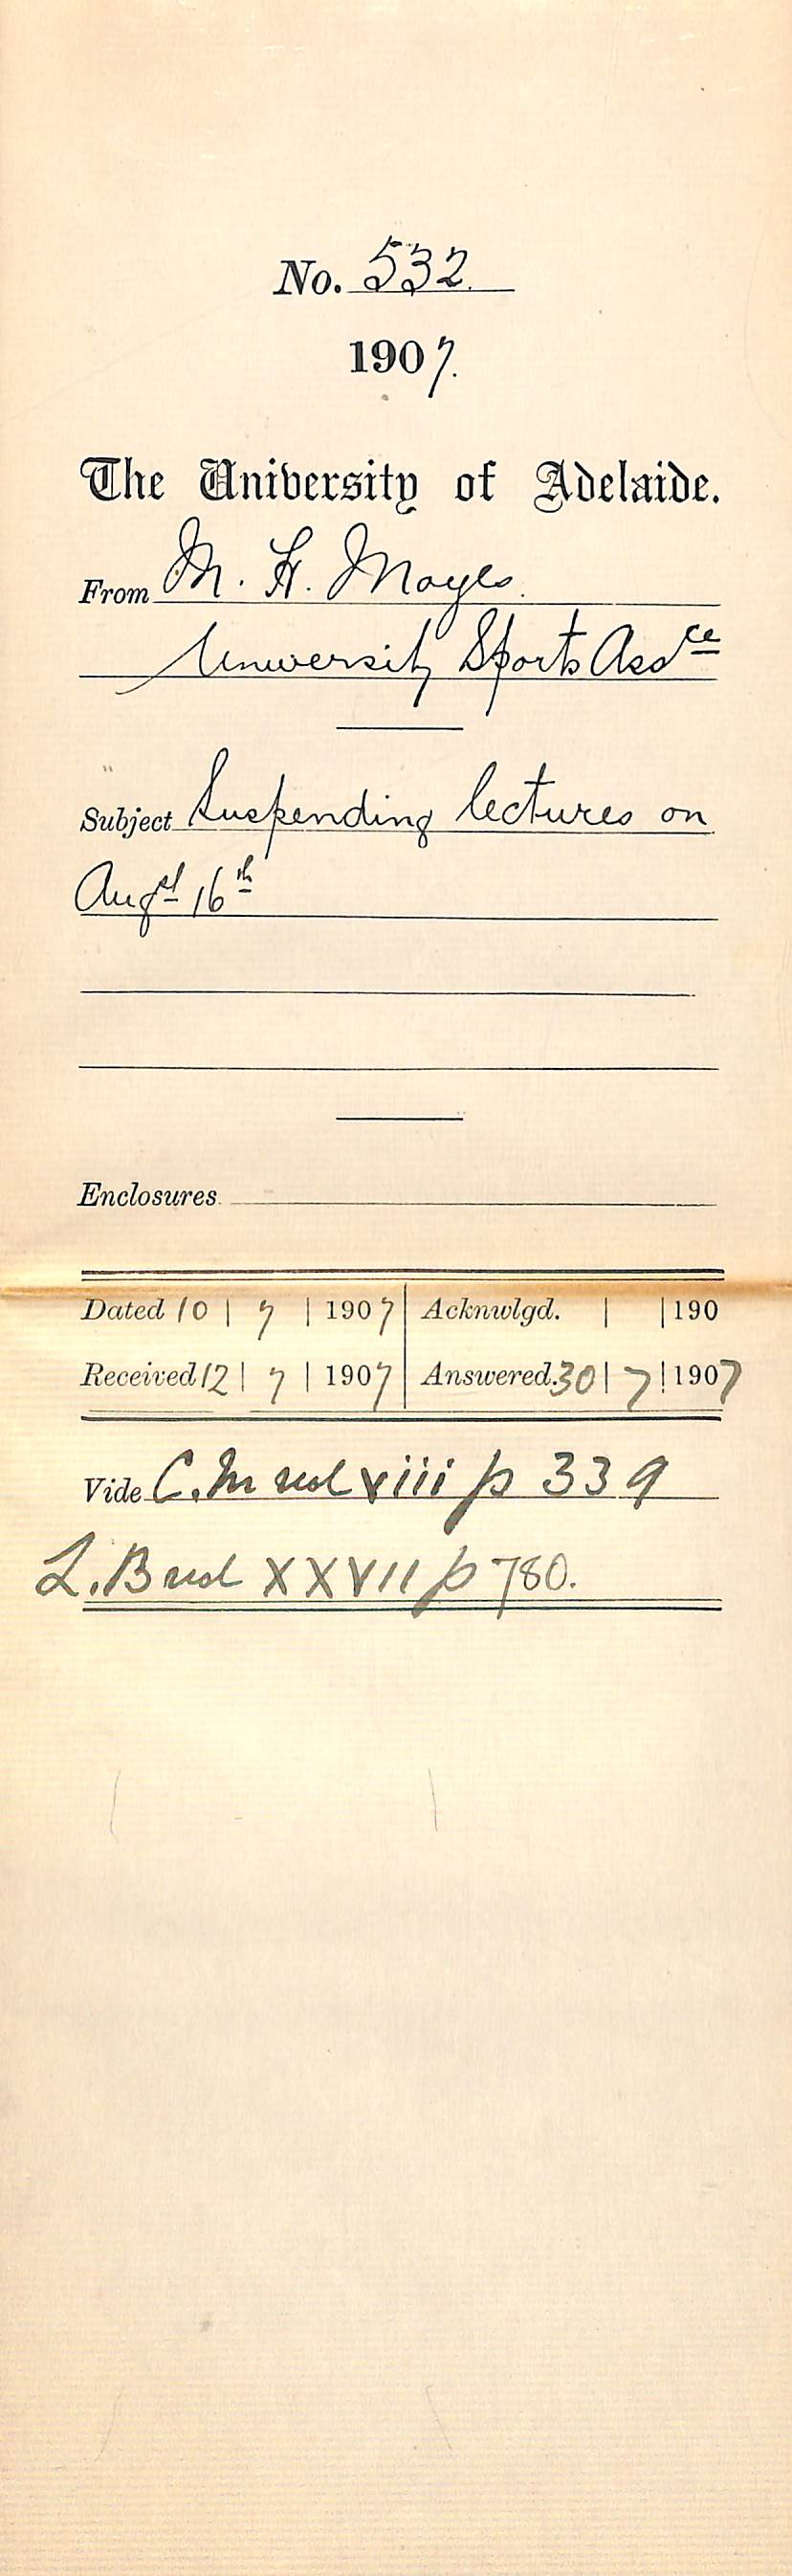 No. 532.
1907.
The University of Adelaide.
From M. H. Moyes.
University Sports Assce
Subject Suspending lectures on
Augst 16th
Enclosures.
Dated 10 | 7 | 1907 Acknwlgd. | | 190
Received 12 | 7 | 1907 Answered. 30 | 7 | 1907
Vide C.M vol viii p 339
L.B vol XXVII p 780.